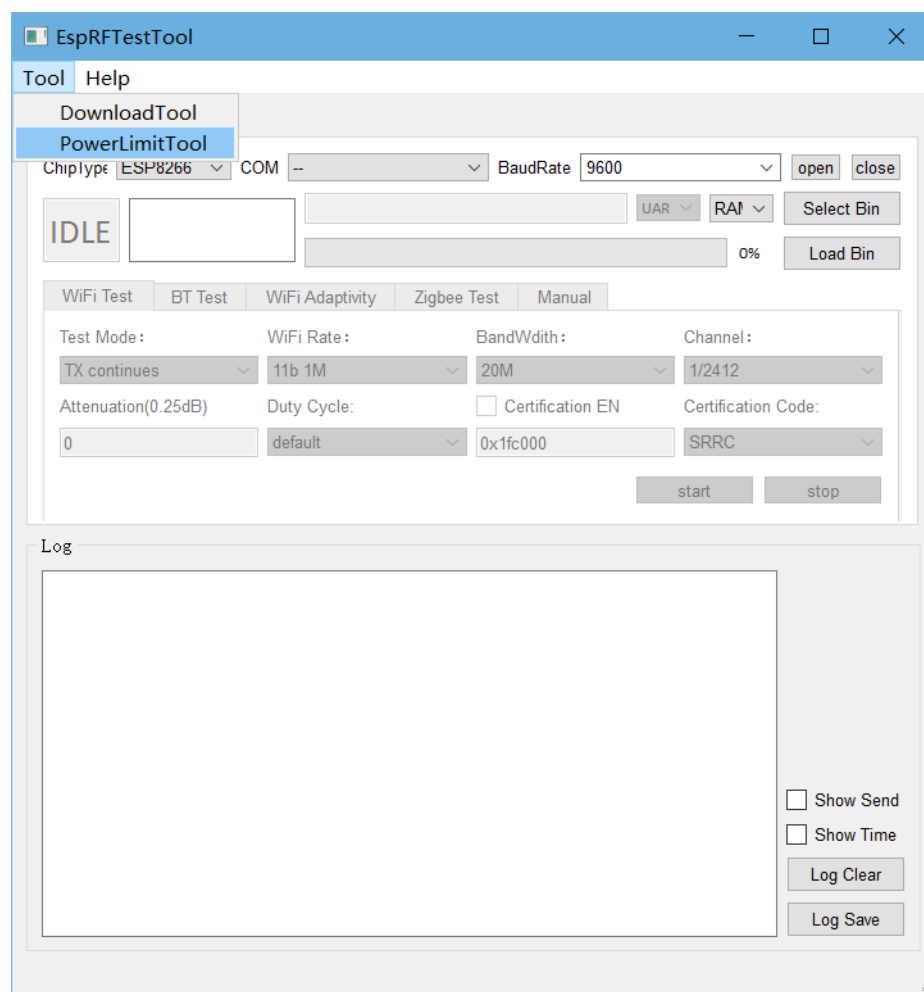 EspRFTestTool
Tool Help
DownloadTool
PowerLimitTool
ChipType ESP8266 COM -- BaudRate 9600 open close
IDLE UAR RAM Select Bin
0% Load Bin
WiFi Test BT Test WiFi Adaptivity Zigbee Test Manual
Test Mode: WiFi Rate: BandWdith: Channel:
TX continues 11b 1M 20M 1/2412
Attenuation(0.25dB) Duty Cycle: Certification EN Certification Code:
0 default 0x1fc000 SRRC
start stop
Log
Show Send
Show Time
Log Clear
Log Save